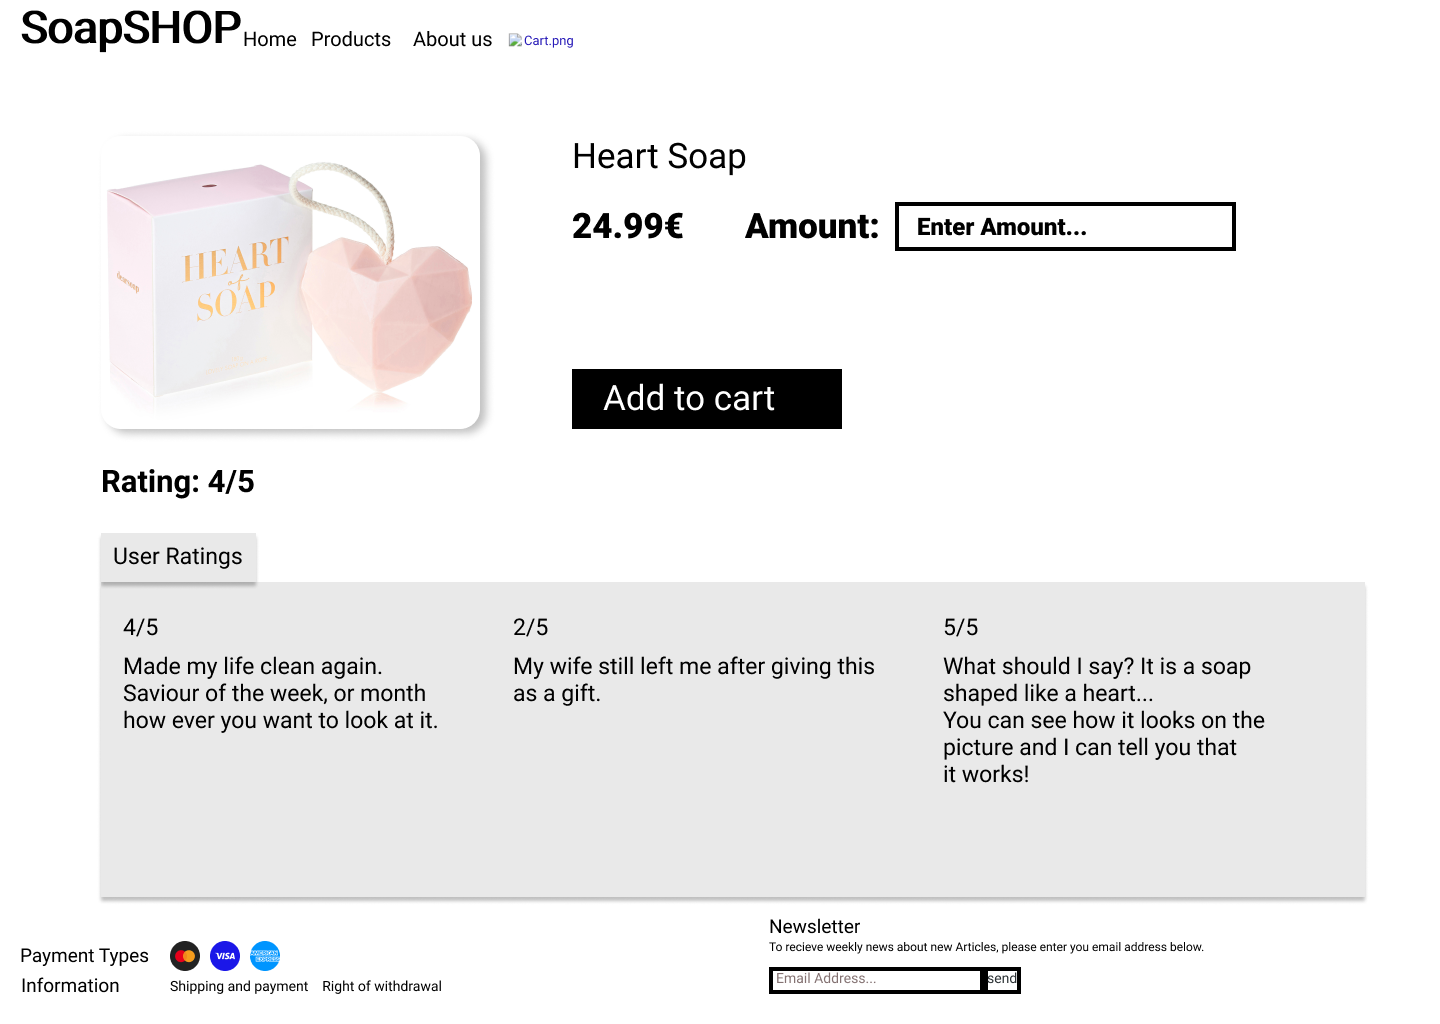 SoapSHOP
Home Products About us Cart.png
HEART
of
SOAP
dearsoap
Heart Soap
24.99€ Amount: Enter Amount...
Add to cart
Rating: 4/5
User Ratings
4/5
Made my life clean again.
Saviour of the week, or month
how ever you want to look at it.
2/5
My wife still left me after giving this
as a gift.
5/5
What should I say? It is a soap
shaped like a heart...
You can see how it looks on the
picture and I can tell you that
it works!
Payment Types
VISA
AMERICAN
EXPRESS
Information Shipping and payment Right of withdrawal
Newsletter
To recieve weekly news about new Articles, please enter you email address below.
Email Address... send